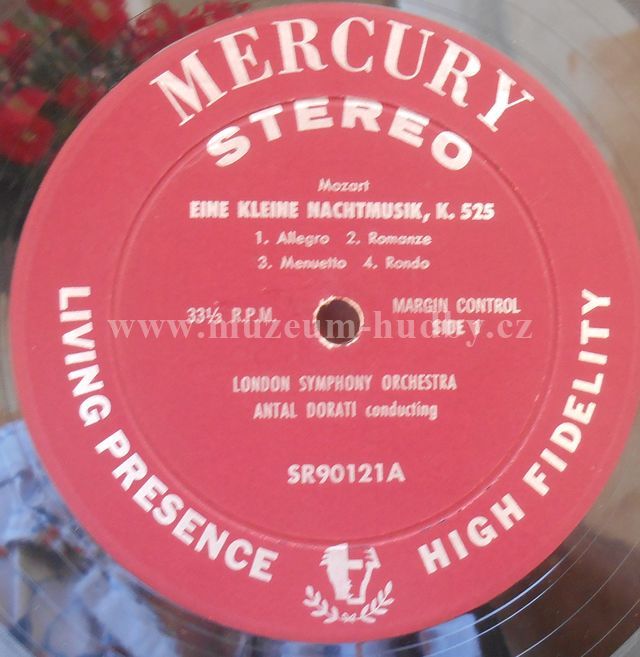 MERCURY
STEREO
Mozart
EINE KLEINE NACHTMUSIK, K. 525
1. Allegro 2. Romanze
3. Menuetto 4. Rondo
33⅓ R.P.M.
MARGIN CONTROL
SIDE 1
www.muzeum-hudby.cz
LONDON SYMPHONY ORCHESTRA
ANTAL DORATI conducting
SR90121A
LIVING PRESENCE
HIGH FIDELITY